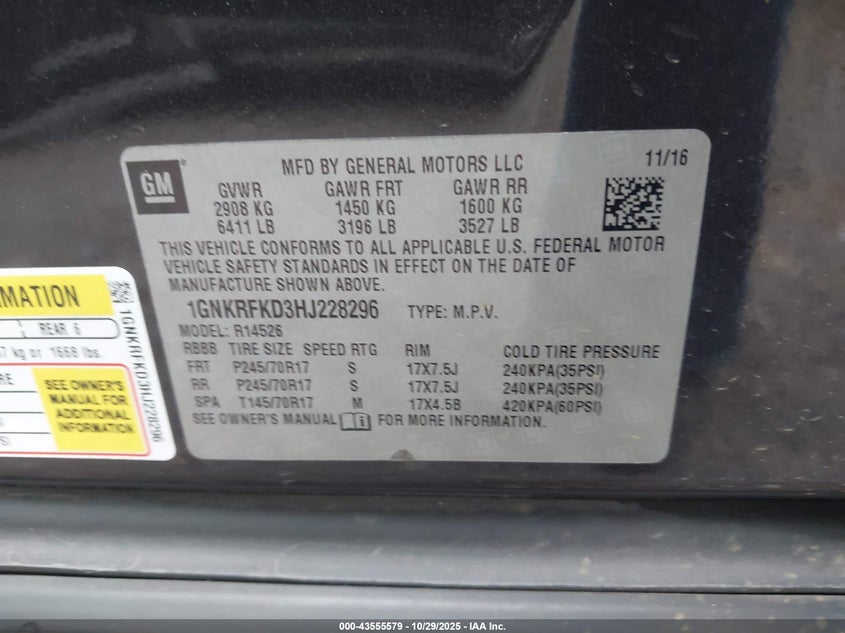 GM
MFD BY GENERAL MOTORS LLC
11/16
GVWR GAWR FRT GAWR RR
2908 KG 1450 KG 1600 KG
6411 LB 3196 LB 3527 LB
THIS VEHICLE CONFORMS TO ALL APPLICABLE U.S. FEDERAL MOTOR
VEHICLE SAFETY STANDARDS IN EFFECT ON THE DATE OF
MANUFACTURE SHOWN ABOVE.
1GNKRFKD3HJ228296 TYPE: M.P.V.
MODEL: R14526
RBBB TIRE SIZE SPEED RTG RIM COLD TIRE PRESSURE
FRT P245/70R17 S 17X7.5J 240KPA(35PSI)
RR P245/70R17 S 17X7.5J 240KPA(35PSI)
SPA T145/70R17 M 17X4.5B 420KPA(60PSI)
SEE OWNER'S MANUAL FOR MORE INFORMATION.
REAR 6
kg or 1668 lbs.
SEE OWNER'S
MANUAL FOR
ADDITIONAL
INFORMATION
1GNKRFKD3HJ228296
000-43555579 - 10/29/2025 - IAA Inc.